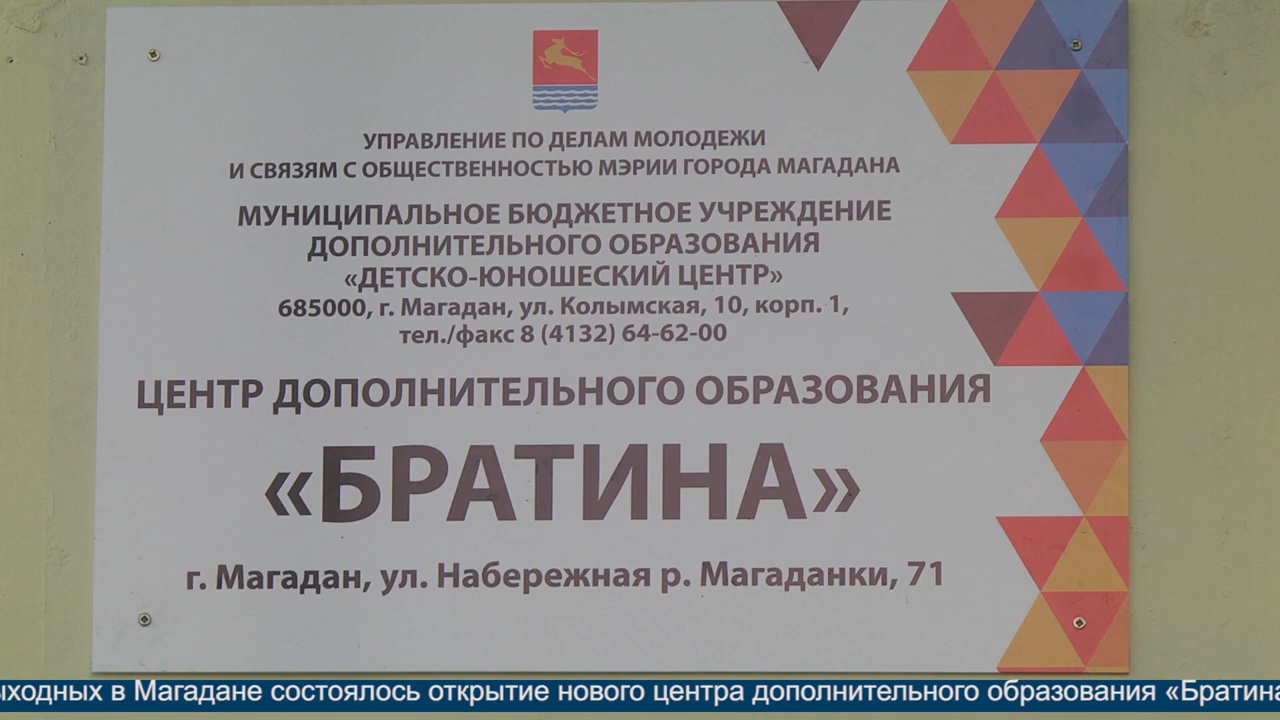 УПРАВЛЕНИЕ ПО ДЕЛАМ МОЛОДЕЖИ
И СВЯЗЯМ С ОБЩЕСТВЕННОСТЬЮ МЭРИИ ГОРОДА МАГАДАНА
МУНИЦИПАЛЬНОЕ БЮДЖЕТНОЕ УЧРЕЖДЕНИЕ
ДОПОЛНИТЕЛЬНОГО ОБРАЗОВАНИЯ
«ДЕТСКО-ЮНОШЕСКИЙ ЦЕНТР»
685000, г. Магадан, ул. Колымская, 10, корп. 1,
тел./факс 8 (4132) 64-62-00
ЦЕНТР ДОПОЛНИТЕЛЬНОГО ОБРАЗОВАНИЯ
«БРАТИНА»
г. Магадан, ул. Набережная р. Магаданки, 71
ыходных в Магадане состоялось открытие нового центра дополнительного образования «Братина